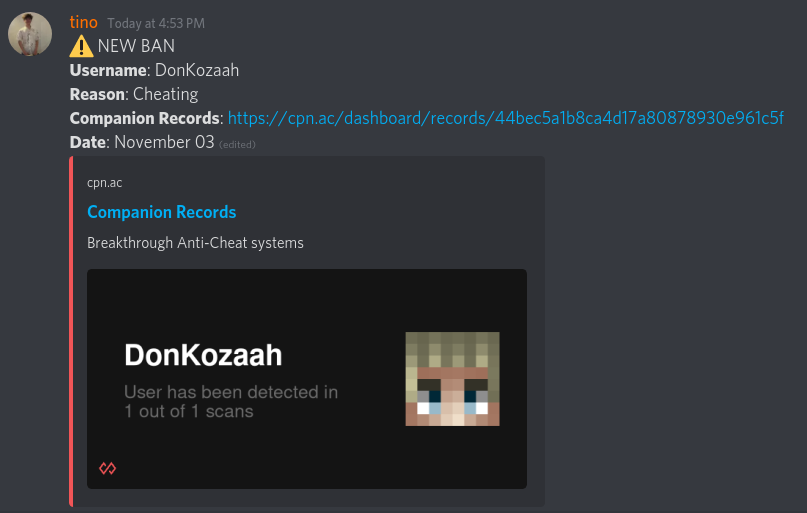 tino Today at 4:53 PM
⚠️ NEW BAN
Username: DonKozaah
Reason: Cheating
Companion Records: https://cpn.ac/dashboard/records/44bec5a1b8ca4d17a80878930e961c5f
Date: November 03 (edited)
cpn.ac
Companion Records
Breakthrough Anti-Cheat systems
DonKozaah
User has been detected in
1 out of 1 scans